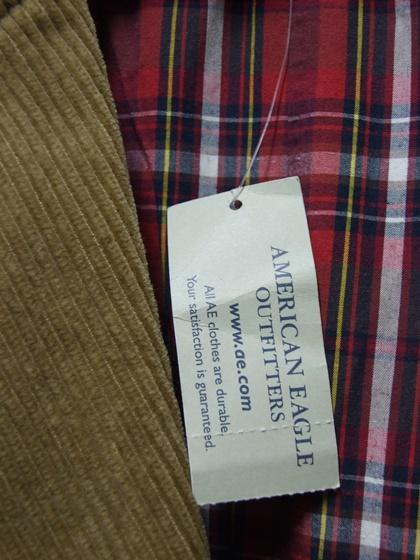 AMERICAN EAGLE
OUTFITTERS
www.ae.com
All AE clothes are durable,
Your satisfaction is guaranteed.